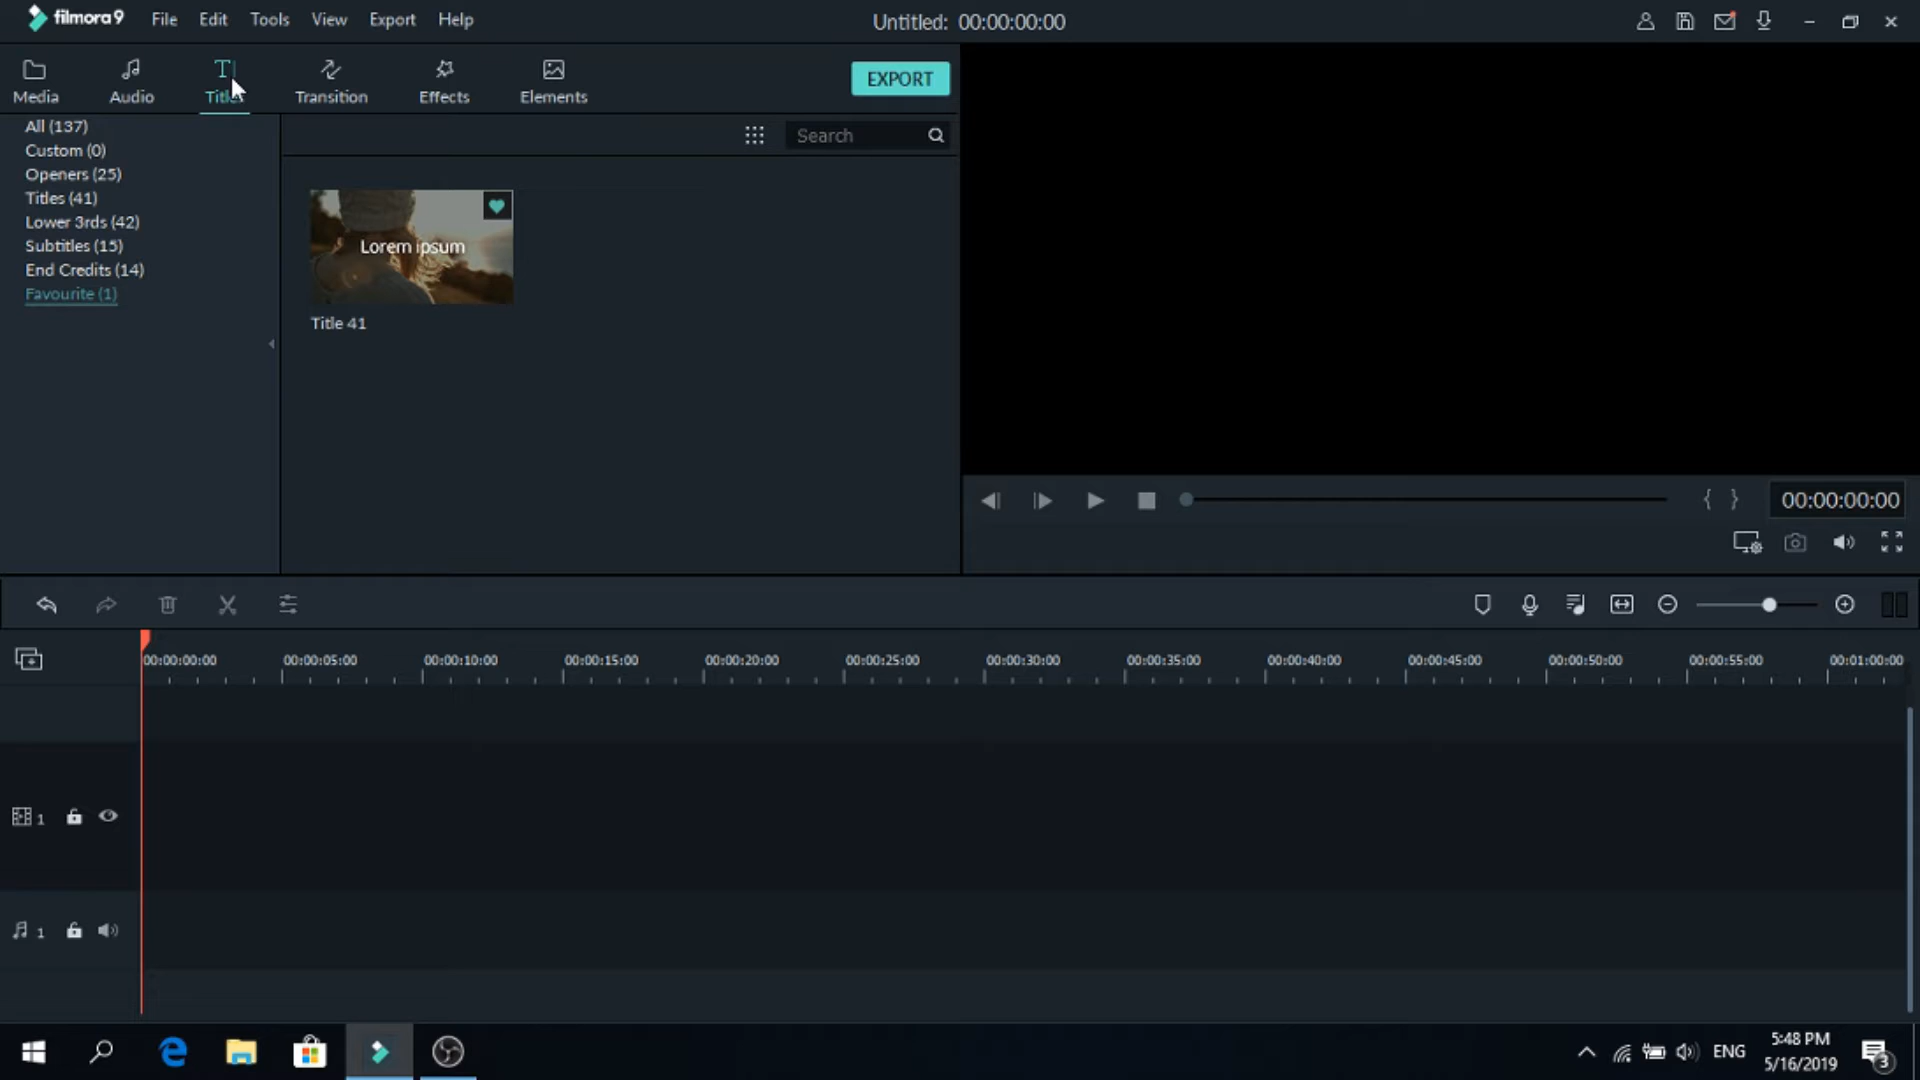 filmora9
File Edit Tools View Export Help
Untitled: 00:00:00:00
Media Audio Titles Transition Effects Elements
EXPORT
All (137)
Custom (0)
Openers (25)
Titles (41)
Lower 3rds (42)
Subtitles (15)
End Credits (14)
Favourite (1)
Search
Lorem ipsum
Title 41
{ } 00:00:00:00
00:00:00:00 00:00:05:00 00:00:10:00 00:00:15:00 00:00:20:00 00:00:25:00 00:00:30:00 00:00:35:00 00:00:40:00 00:00:45:00 00:00:50:00 00:00:55:00 00:01:00:00
1
1
ENG
5:48 PM
5/16/2019
3